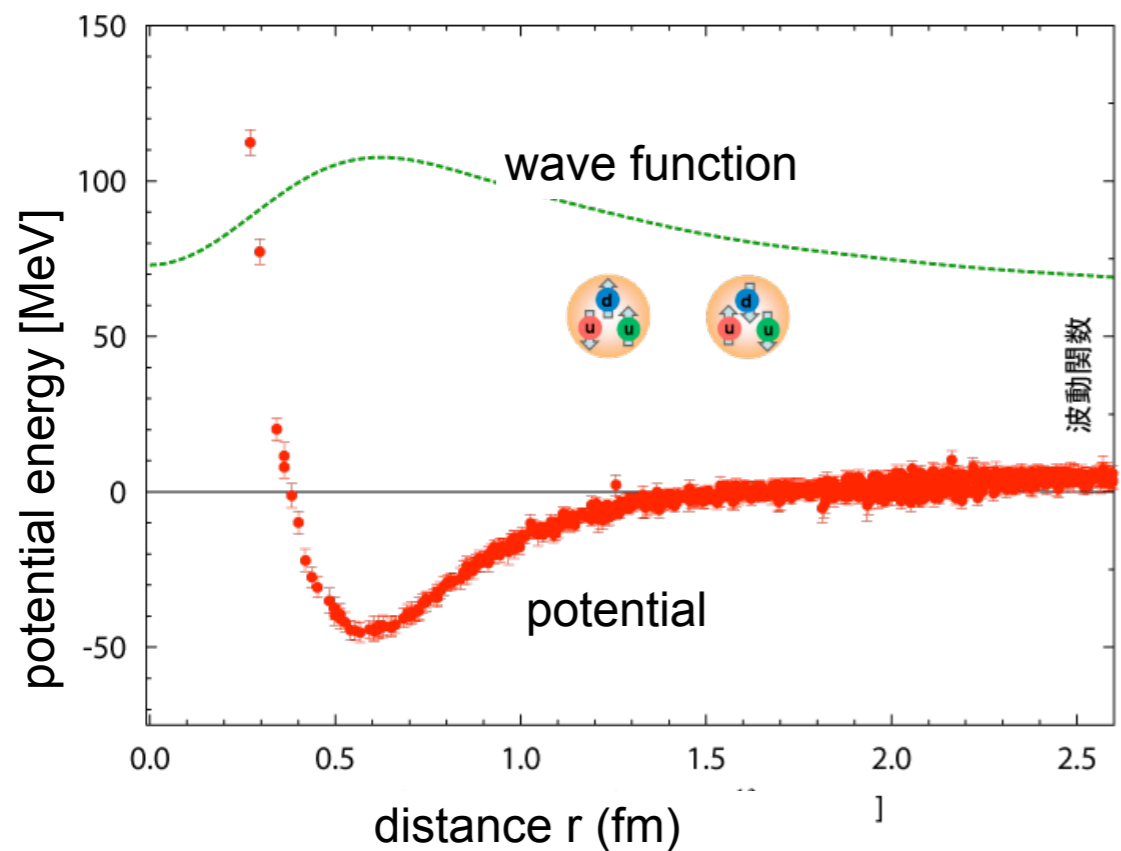 150
100
50
0
-50
potential energy [MeV]
wave function
d
u
u
d
u
u
波動関数
potential
0.0
0.5
1.0
1.5
2.0
2.5
]
distance r (fm)